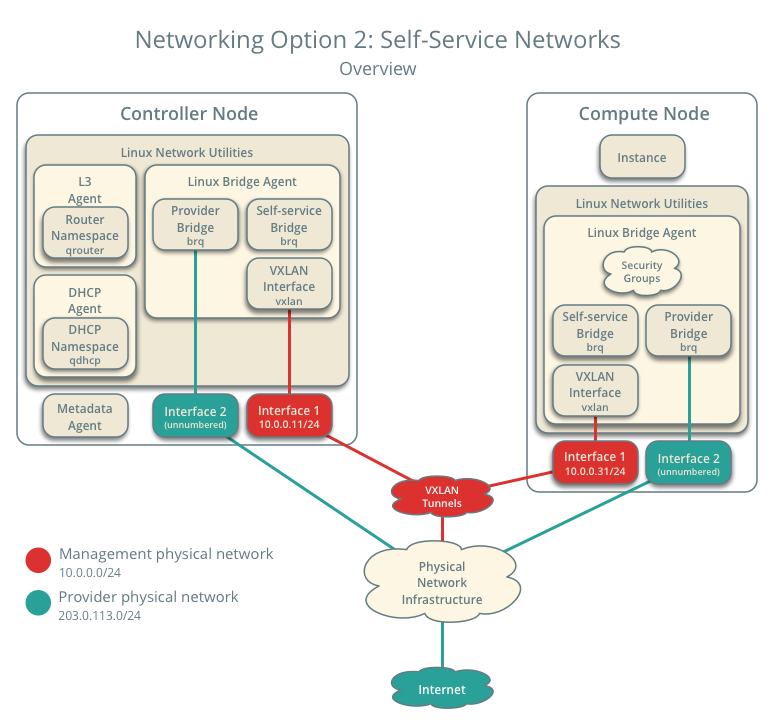 Networking Option 2: Self-Service Networks
Overview
Controller Node
Linux Network Utilities
L3
Agent
Router
Namespace
qrouter
DHCP
Agent
DHCP
Namespace
qdhcp
Linux Bridge Agent
Provider
Bridge
brq
Self-service
Bridge
brq
VXLAN
Interface
vxlan
Metadata
Agent
Interface 2
(unnumbered)
Interface 1
10.0.0.11/24
Compute Node
Instance
Linux Network Utilities
Linux Bridge Agent
Security
Groups
Self-service
Bridge
brq
Provider
Bridge
brq
VXLAN
Interface
vxlan
Interface 1
10.0.0.31/24
Interface 2
(unnumbered)
VXLAN
Tunnels
Physical
Network
Infrastructure
Internet
Management physical network
10.0.0.0/24
Provider physical network
203.0.113.0/24